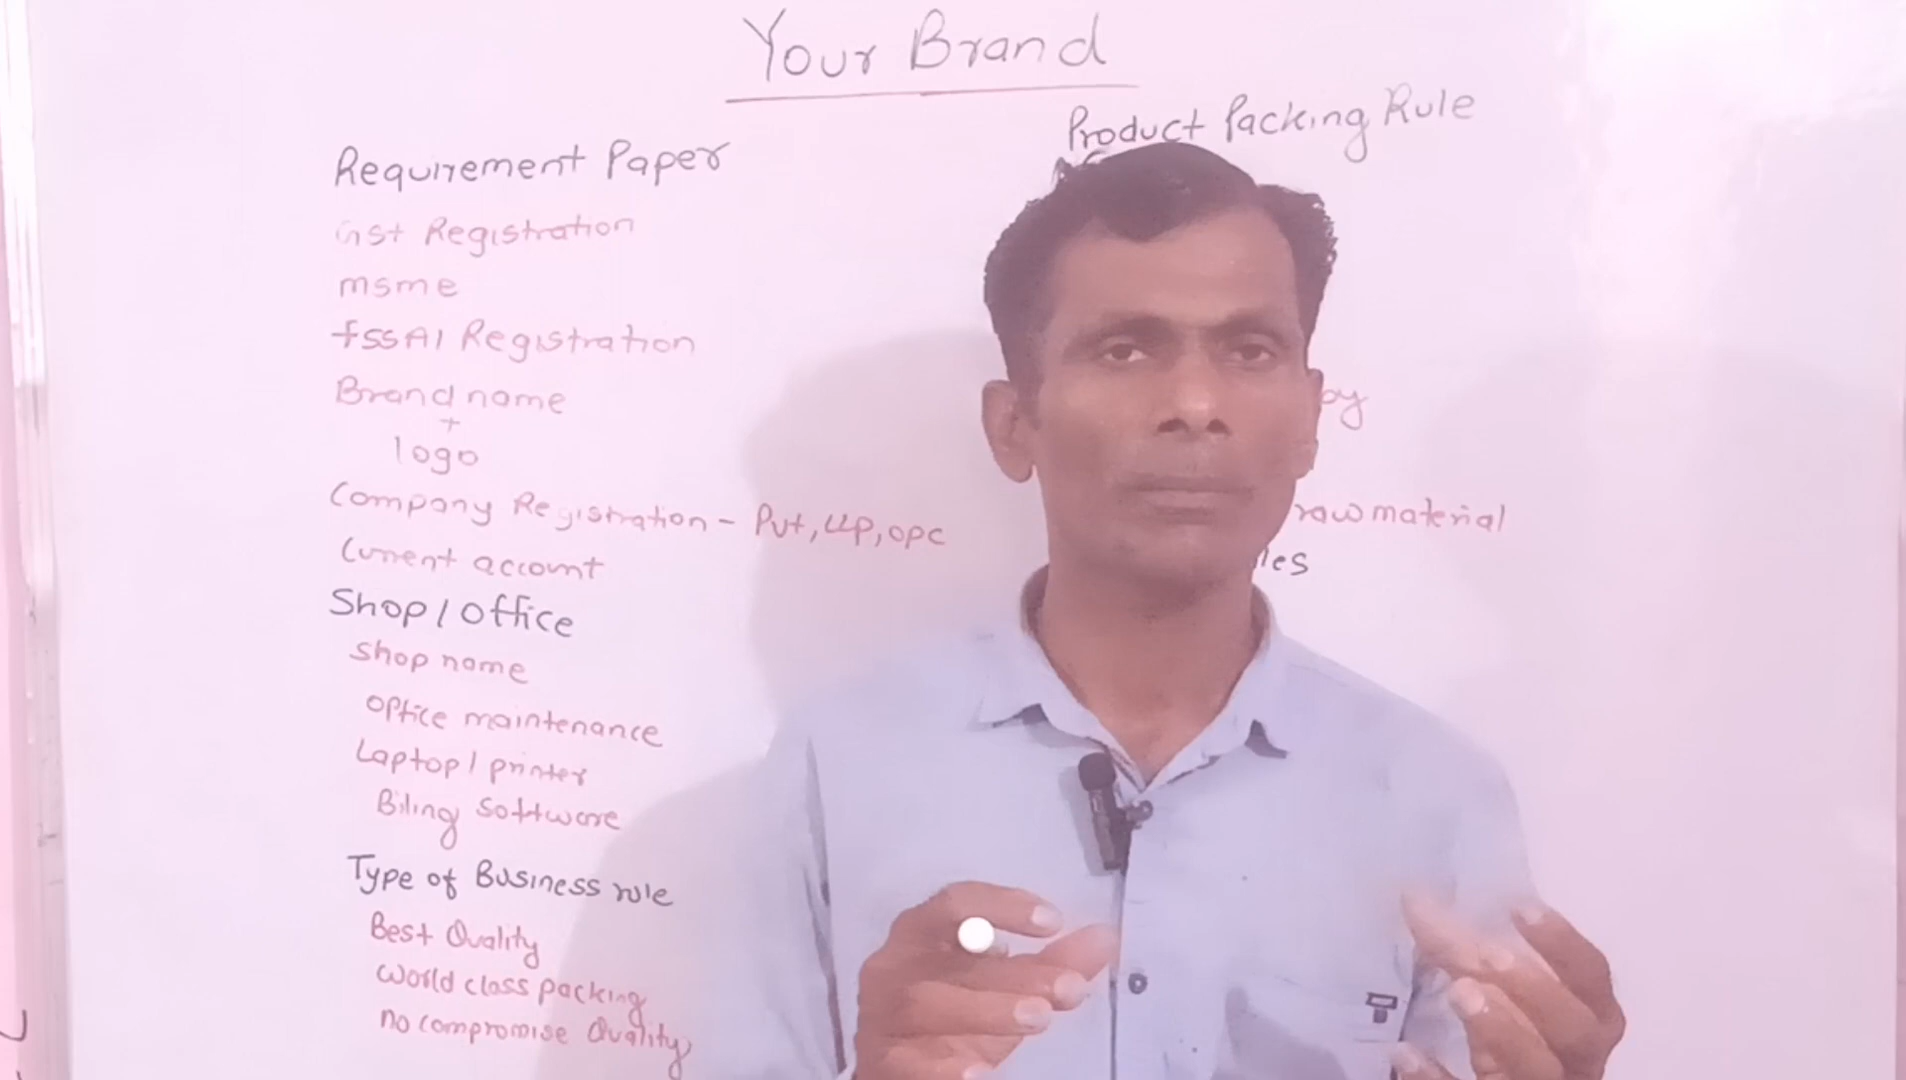 Your Brand
Requirement Paper
Gst Registration
msme
fssAI Registration
Brand name
+
logo
Company Registration - Pvt, LLP, OPC
Current account
Shop / Office
Shop name
office maintenance
Laptop / printer
Biling Software
Type of Business rule
Best Quality
world class packing
no compromise Quality
Product Packing Rule
by
raw material
les